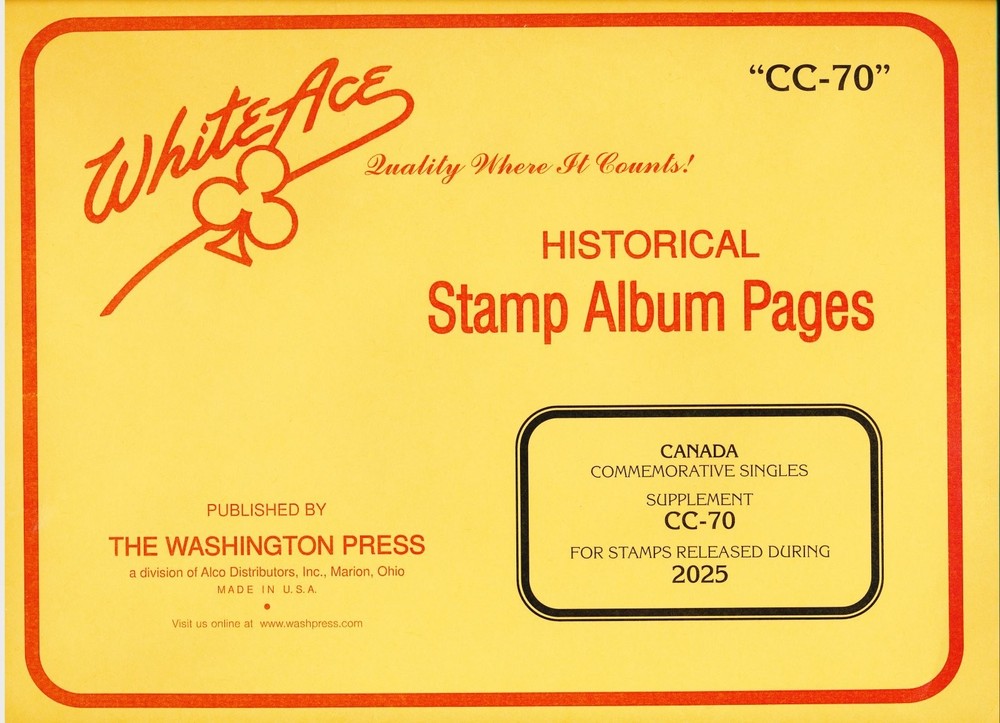 White Ace
"CC-70"
Quality Where It Counts!
HISTORICAL
Stamp Album Pages
CANADA
COMMEMORATIVE SINGLES
SUPPLEMENT
CC-70
FOR STAMPS RELEASED DURING
2025
PUBLISHED BY
THE WASHINGTON PRESS
a division of Alco Distributors, Inc., Marion, Ohio
MADE IN U.S.A.
Visit us online at www.washpress.com